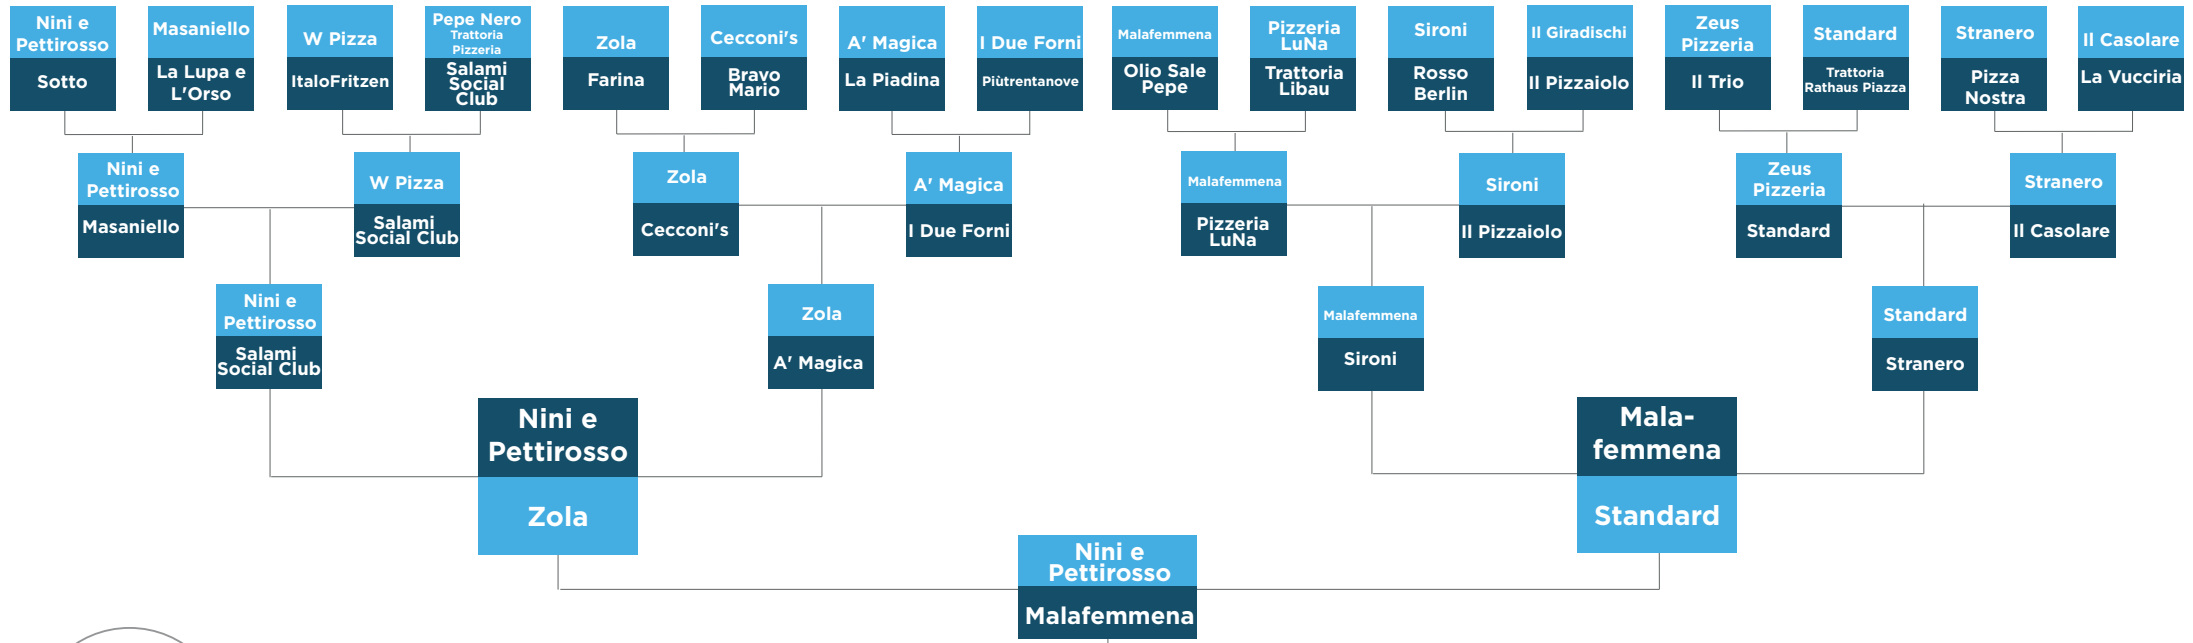 Nini e
Pettirosso
Sotto
Masaniello
La Lupa e
L'Orso
W Pizza
ItaloFritzen
Pepe Nero
Trattoria
Pizzeria
Salami
Social
Club
Zola
Farina
Cecconi's
Bravo
Mario
A' Magica
La Piadina
I Due Forni
Piùtrentanove
Malafemmena
Olio Sale
Pepe
Pizzeria
LuNa
Trattoria
Libau
Sironi
Rosso
Berlin
Il Giradischi
Il Pizzaiolo
Zeus
Pizzeria
Il Trio
Standard
Trattoria
Rathaus Piazza
Stranero
Pizza
Nostra
Il Casolare
La Vucciria
Nini e
Pettirosso
Masaniello
W Pizza
Salami
Social Club
Zola
Cecconi's
A' Magica
I Due Forni
Malafemmena
Pizzeria
LuNa
Sironi
Il Pizzaiolo
Zeus
Pizzeria
Standard
Stranero
Il Casolare
Nini e
Pettirosso
Salami
Social Club
Zola
A' Magica
Malafemmena
Sironi
Standard
Stranero
Nini e
Pettirosso
Zola
Mala-
femmena
Standard
Nini e
Pettirosso
Malafemmena